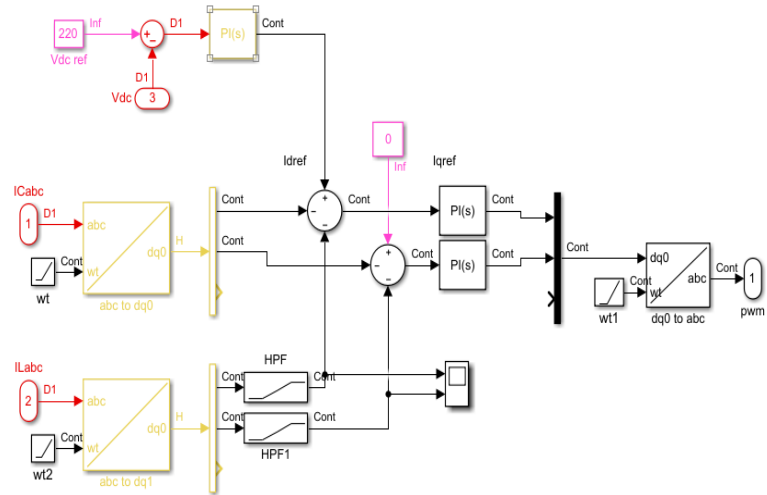 220
Inf
Vdc ref
+
−
D1
PI(s)
Cont
D1
Vdc
3
0
Inf
Idref
Iqref
ICabc
1
D1
abc
wt
dq0
H
abc to dq0
Cont
wt
Cont
Cont
+
−
−
Cont
PI(s)
Cont
+
−
−
Cont
PI(s)
Cont
Cont
dq0
wt
abc
dq0 to abc
Cont
wt1
Cont
1
pwm
ILabc
2
D1
abc
wt
dq0
H
abc to dq1
Cont
wt2
Cont
HPF
Cont
Cont
HPF1
Cont